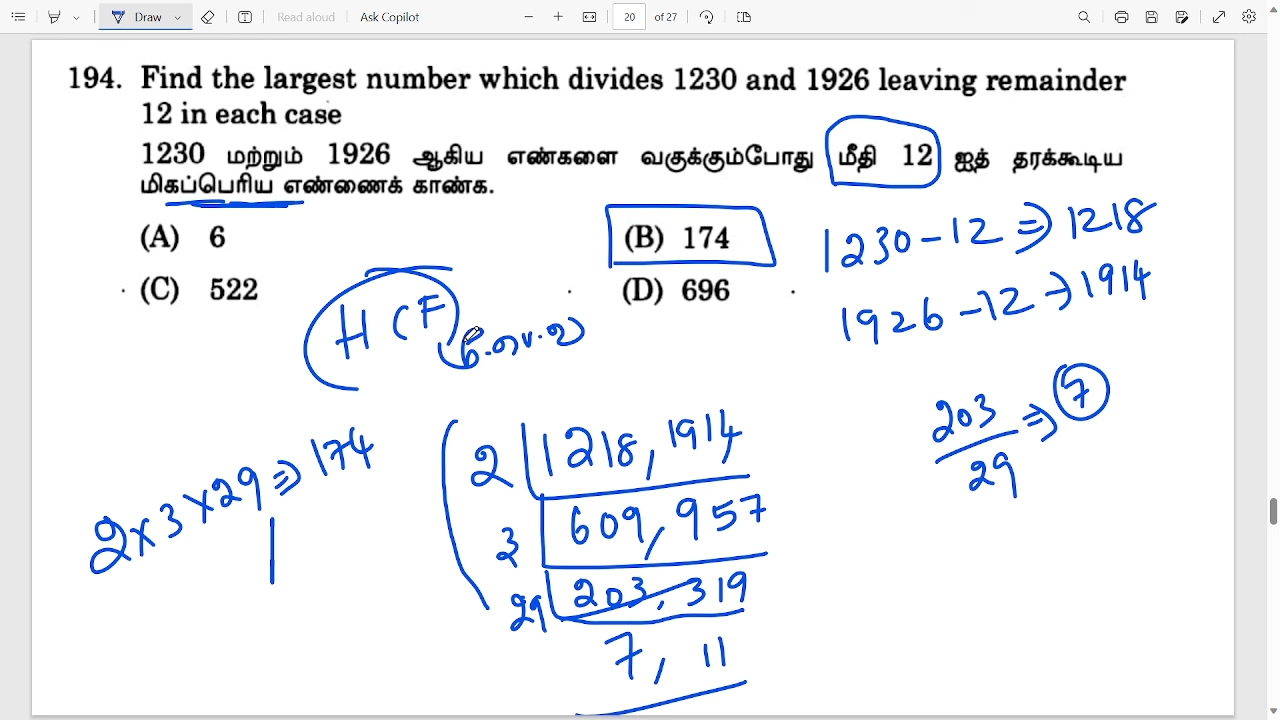 Draw
Read aloud
Ask Copilot
20
of 27
194. Find the largest number which divides 1230 and 1926 leaving remainder
12 in each case
1230 மற்றும் 1926 ஆகிய எண்களை வகுக்கும்போது மீதி 12 ஐத் தரக்கூடிய
மிகப்பெரிய எண்ணைக் காண்க.
(A) 6
(B) 174
(C) 522
(D) 696
1230 - 12 ⇒ 1218
1926 - 12 ⇒ 1914
HCF
203
29
⇒ 7
2 x 3 x 29 ⇒ 174
2 1218, 1914
3 609, 957
29 203, 319
7, 11